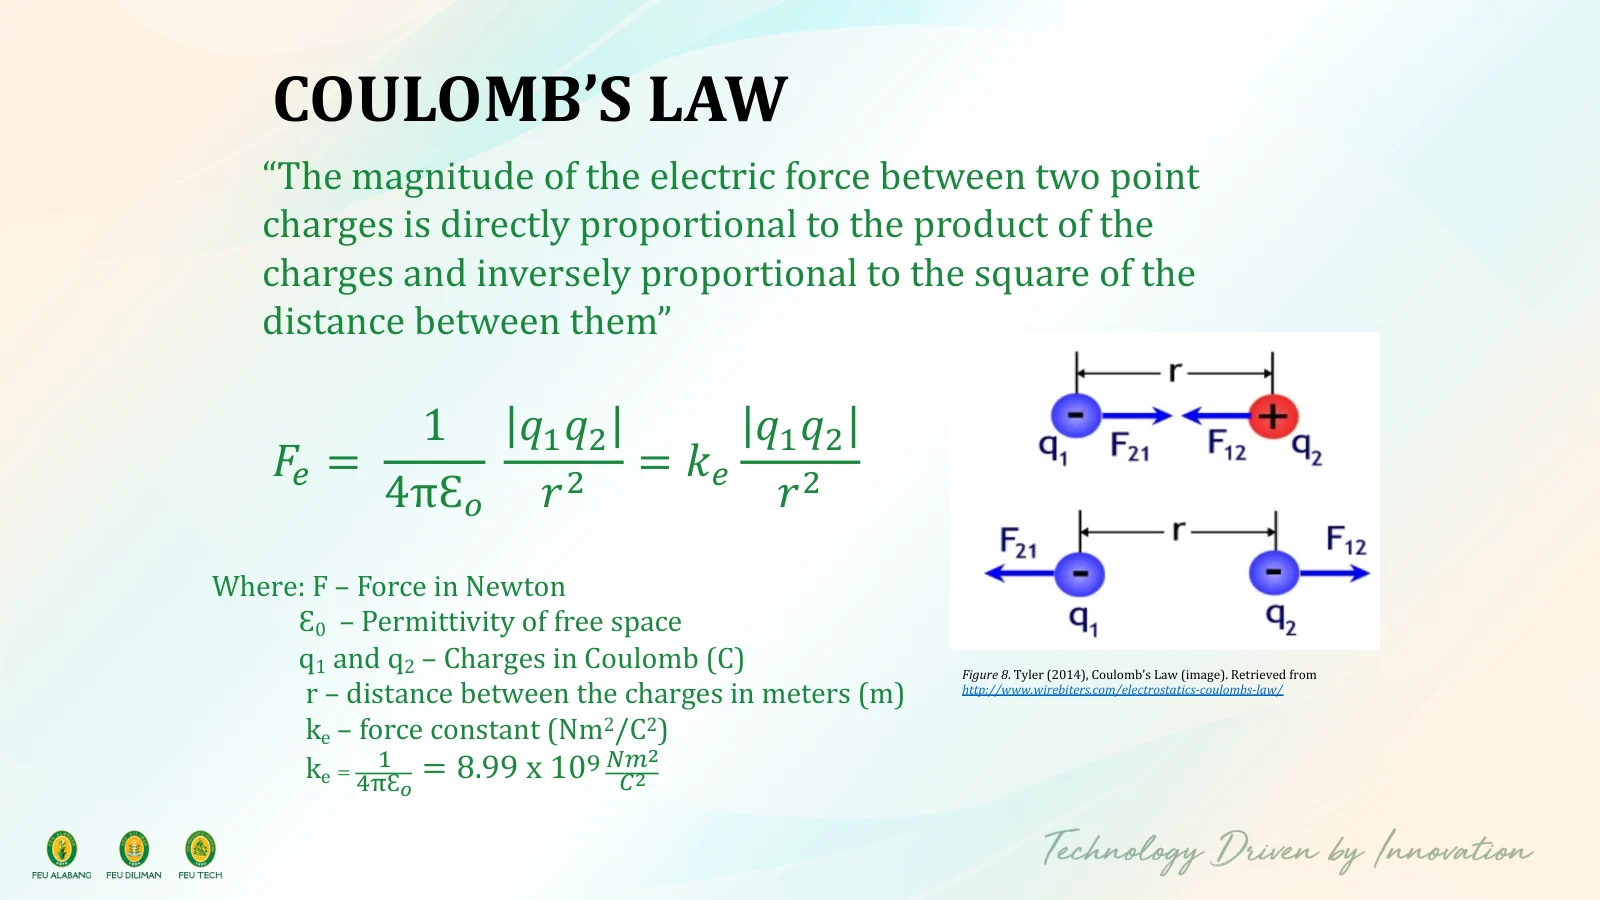 COULOMB’S LAW
“The magnitude of the electric force between two point
charges is directly proportional to the product of the
charges and inversely proportional to the square of the
distance between them”
Fₑ = 1/(4πƐₒ) |q₁q₂|/r² = kₑ |q₁q₂|/r²
Where: F – Force in Newton
Ɛ₀ – Permittivity of free space
q₁ and q₂ – Charges in Coulomb (C)
r – distance between the charges in meters (m)
kₑ – force constant (Nm²/C²)
kₑ = 1/(4πƐₒ) = 8.99 x 10⁹ Nm²/C²
r
- +
q₁ F₂₁ F₁₂ q₂
r
F₂₁ F₁₂
- -
q₁ q₂
Figure 8. Tyler (2014), Coulomb’s Law (image). Retrieved from
http://www.wirebiters.com/electrostatics-coulombs-law/
FEU ALABANG FEU DILIMAN FEU TECH
Technology Driven by Innovation